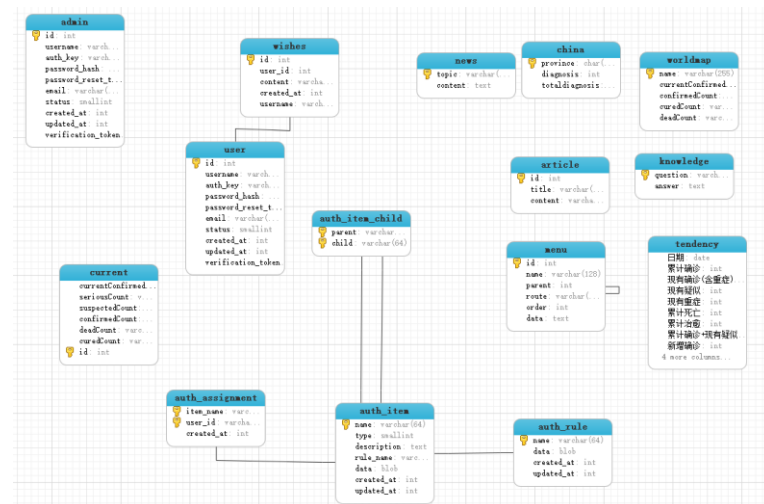 admin
id: int
username: varch...
auth_key: varch...
password_hash:...
password_reset_t...
email: varchar(...
status: smallint
created_at: int
updated_at: int
verification_token
wishes
id: int
user_id: int
content: varcha...
created_at: int
username: varch...
news
topic: varchar(...
content: text
china
province: char(...
diagnosis: int
totaldiagnosis:...
worldmap
name: varchar(255)
currentConfirmed...
confirmedCount:...
curedCount: var...
deadCount: varc...
user
id: int
username: varch...
auth_key: varch...
password_hash:...
password_reset_t...
email: varchar(...
status: smallint
created_at: int
updated_at: int
verification_token
article
id: int
title: varchar(...
content: varcha...
knowledge
question: varch...
answer: text
auth_item_child
parent: varchar...
child: varchar(64)
menu
id: int
name: varchar(128)
parent: int
route: varchar(...
order: int
data: text
tendency
日期: date
累计确诊: int
现有确诊(含重症)...
现有疑似: int
现有重症: int
累计死亡: int
累计治愈: int
累计确诊+现有疑似
新增确诊: int
4 more columns...
current
currentConfirmed...
seriousCount: v...
suspectedCount:...
confirmedCount:...
deadCount: varc...
curedCount: var...
id: int
auth_assignment
item_name: varc...
user_id: varcha...
created_at: int
auth_item
name: varchar(64)
type: smallint
description: text
rule_name: varc...
data: blob
created_at: int
updated_at: int
auth_rule
name: varchar(64)
data: blob
created_at: int
updated_at: int